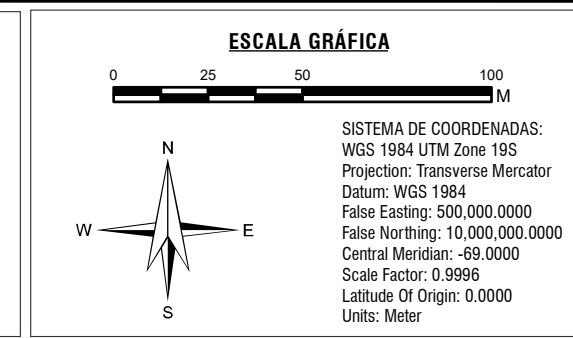 ESCALA GRÁFICA
0 25 50 100
M
N
W E
S
SISTEMA DE COORDENADAS:
WGS 1984 UTM Zone 19S
Projection: Transverse Mercator
Datum: WGS 1984
False Easting: 500,000.0000
False Northing: 10,000,000.0000
Central Meridian: -69.0000
Scale Factor: 0.9996
Latitude Of Origin: 0.0000
Units: Meter